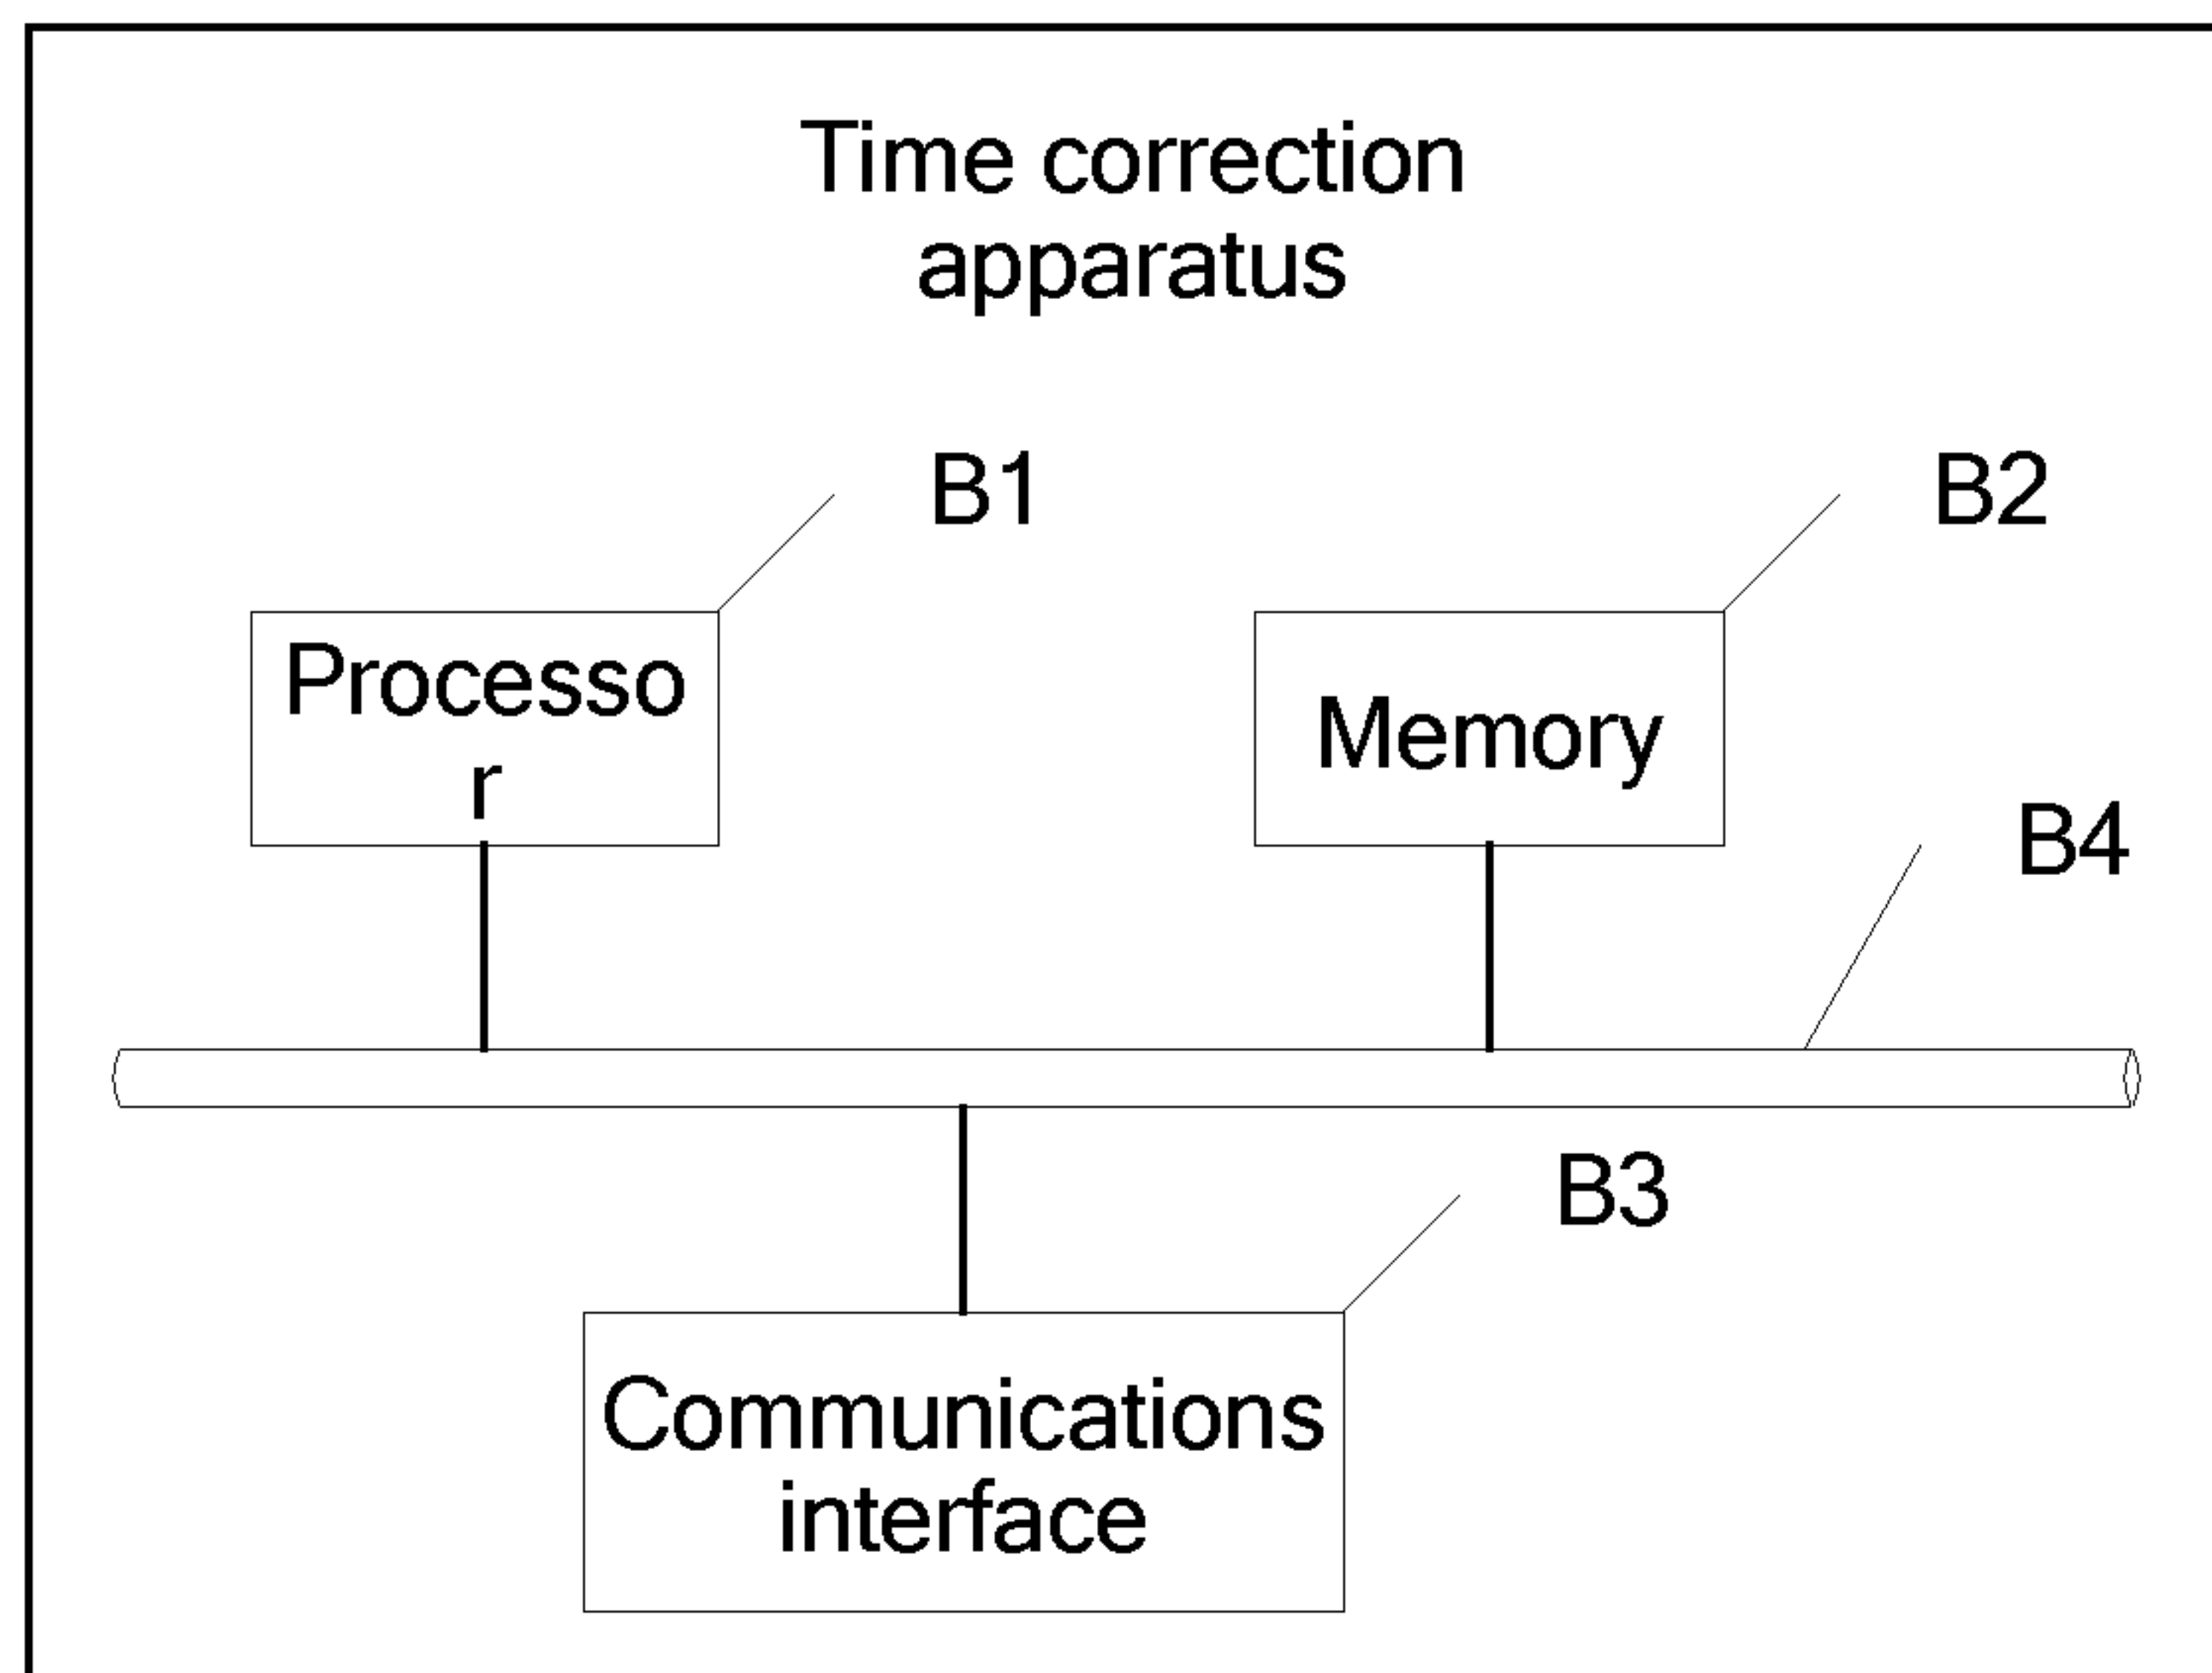 Time correction
apparatus
B1
B2
Processo
r
Memory
B4
B3
Communications
interface